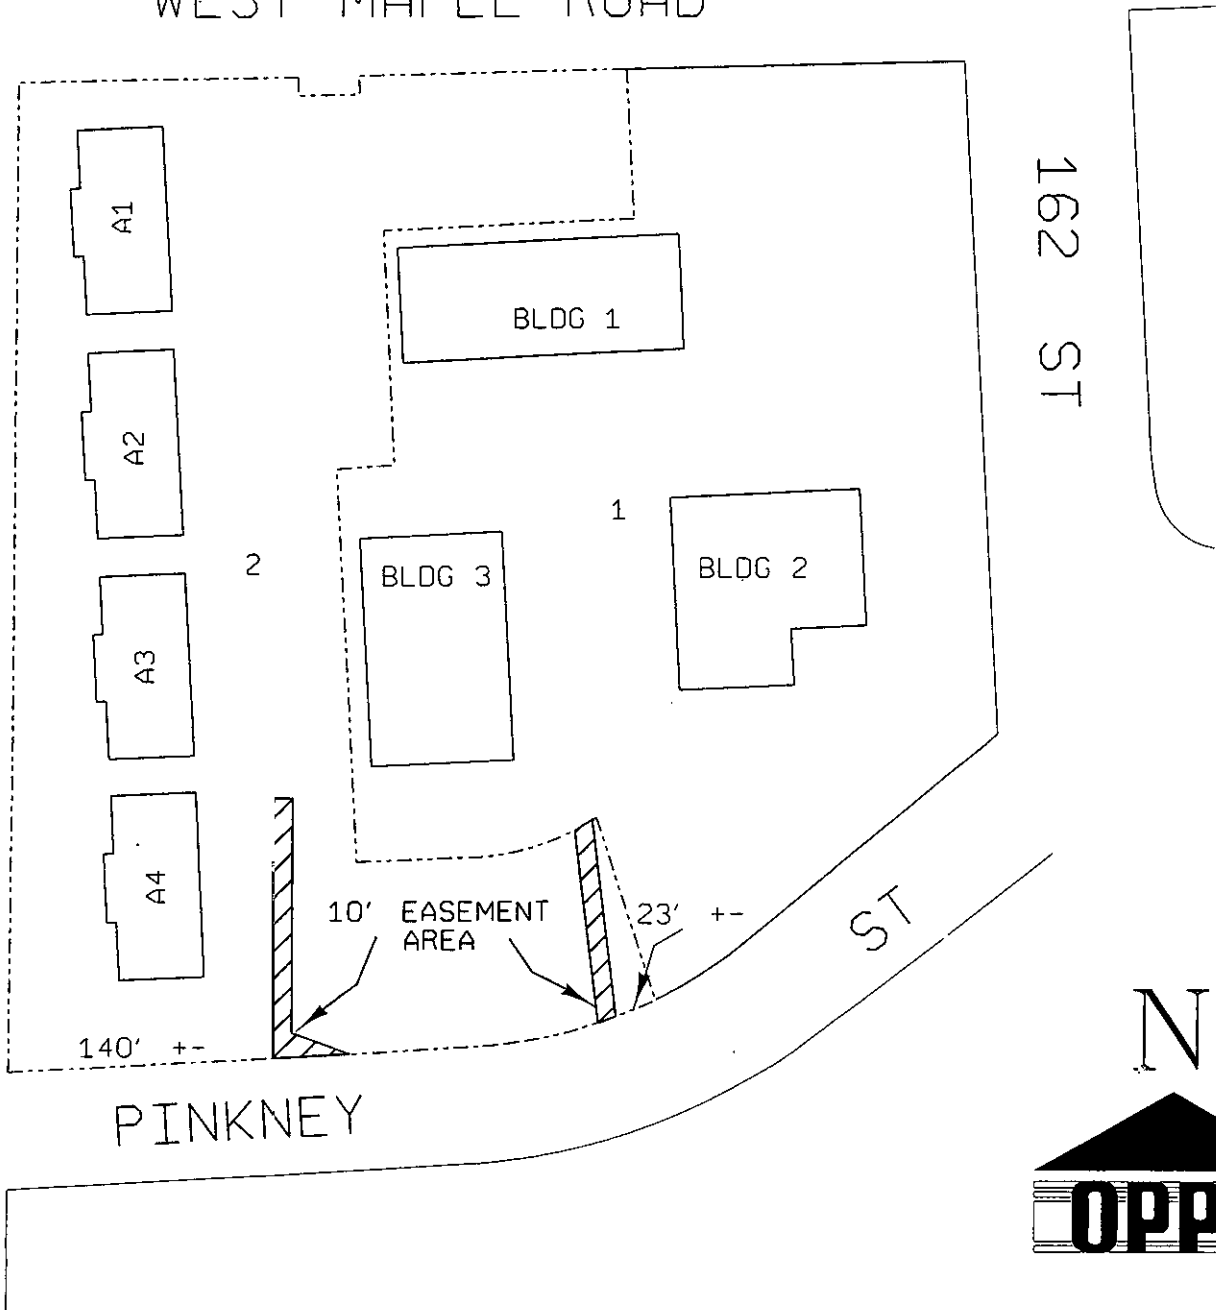 WEST MAPLE ROAD
162 ST
A1
BLDG 1
A2
1
2
BLDG 3
BLDG 2
A3
A4
10' EASEMENT
AREA
23' +-
140' +-
PINKNEY ST
N
OPP